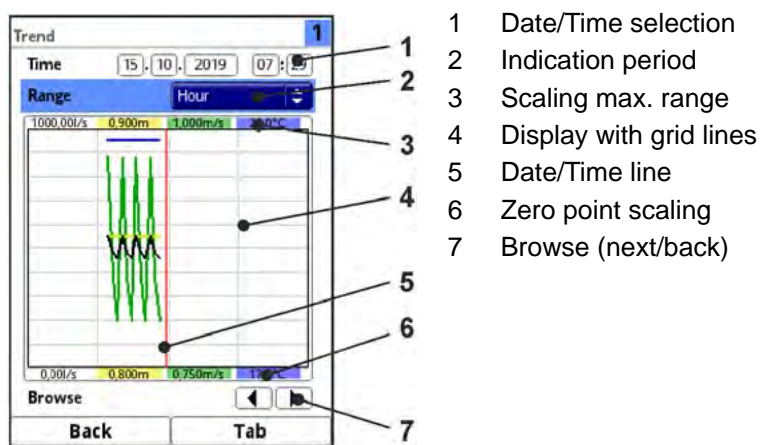 Trend 1
Time 15 . 10 . 2019 07 :
Range Hour
1000,00l/s 0,900m 1,000m/s
0,00l/s 0,800m 0,750m/s
Browse
Back Tab
1
2
3
4
5
6
7
1 Date/Time selection
2 Indication period
3 Scaling max. range
4 Display with grid lines
5 Date/Time line
6 Zero point scaling
7 Browse (next/back)